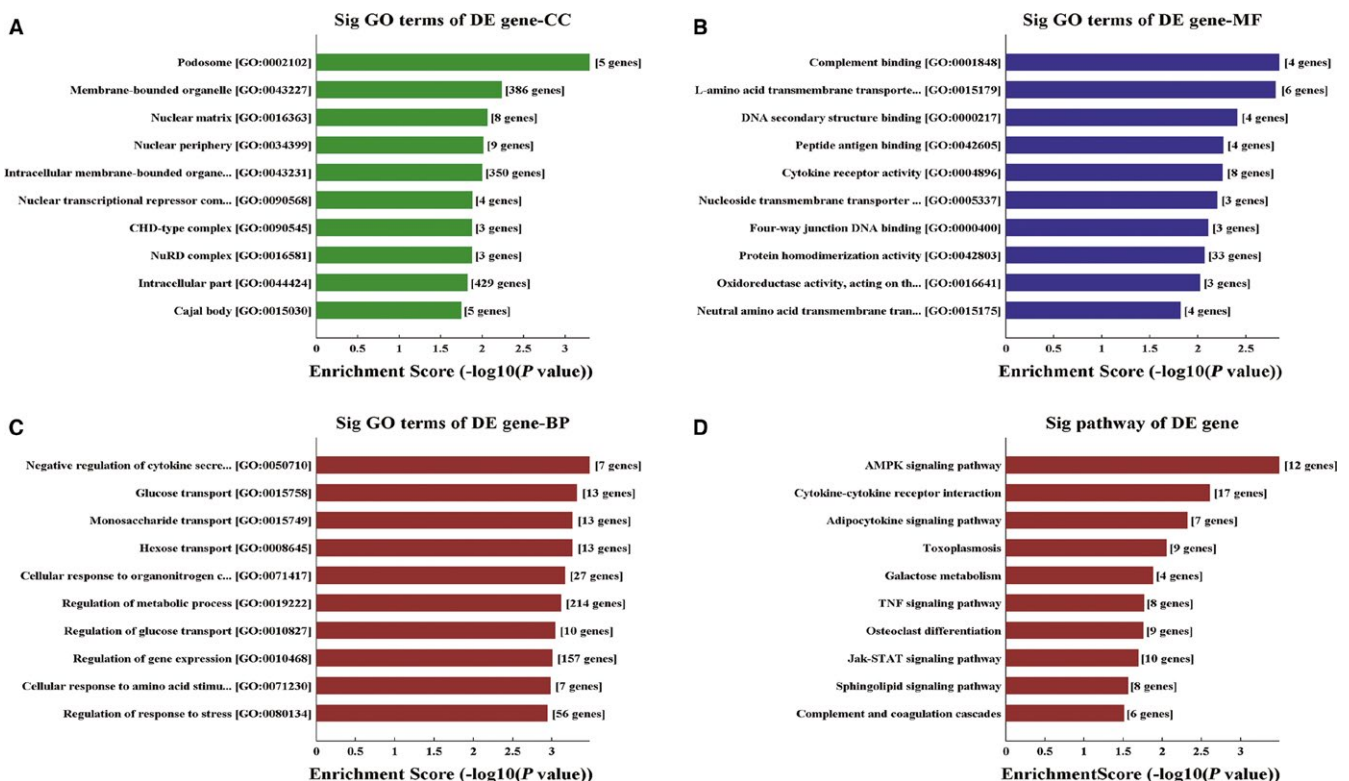 A
Sig GO terms of DE gene-CC
Podosome [GO:0002102]
[5 genes]
Membrane-bounded organelle [GO:0043227]
[386 genes]
Nuclear matrix [GO:0016363]
[8 genes]
Nuclear periphery [GO:0034399]
[9 genes]
Intracellular membrane-bounded organe... [GO:0043231]
[350 genes]
Nuclear transcriptional repressor com... [GO:0090568]
[4 genes]
CHD-type complex [GO:0090545]
[3 genes]
NuRD complex [GO:0016581]
[3 genes]
Intracellular part [GO:0044424]
[429 genes]
Cajal body [GO:0015030]
[5 genes]
0 0.5 1 1.5 2 2.5 3
Enrichment Score (-log10(P value))
B
Sig GO terms of DE gene-MF
Complement binding [GO:0001848]
[4 genes]
L-amino acid transmembrane transporte... [GO:0015179]
[6 genes]
DNA secondary structure binding [GO:0000217]
[4 genes]
Peptide antigen binding [GO:0042605]
[4 genes]
Cytokine receptor activity [GO:0004896]
[8 genes]
Nucleoside transmembrane transporter ... [GO:0005337]
[3 genes]
Four-way junction DNA binding [GO:0000400]
[3 genes]
Protein homodimerization activity [GO:0042803]
[33 genes]
Oxidoreductase activity, acting on th... [GO:0016641]
[3 genes]
Neutral amino acid transmembrane tran... [GO:0015175]
[4 genes]
0 0.5 1 1.5 2 2.5
Enrichment Score (-log10(P value))
C
Sig GO terms of DE gene-BP
Negative regulation of cytokine secre... [GO:0050710]
[7 genes]
Glucose transport [GO:0015758]
[13 genes]
Monosaccharide transport [GO:0015749]
[13 genes]
Hexose transport [GO:0008645]
[13 genes]
Cellular response to organonitrogen c... [GO:0071417]
[27 genes]
Regulation of metabolic process [GO:0019222]
[214 genes]
Regulation of glucose transport [GO:0010827]
[10 genes]
Regulation of gene expression [GO:0010468]
[157 genes]
Cellular response to amino acid stimu... [GO:0071230]
[7 genes]
Regulation of response to stress [GO:0080134]
[56 genes]
0 0.5 1 1.5 2 2.5 3
Enrichment Score (-log10(P value))
D
Sig pathway of DE gene
AMPK signaling pathway
[12 genes]
Cytokine-cytokine receptor interaction
[17 genes]
Adipocytokine signaling pathway
[7 genes]
Toxoplasmosis
[9 genes]
Galactose metabolism
[4 genes]
TNF signaling pathway
[8 genes]
Osteoclast differentiation
[9 genes]
Jak-STAT signaling pathway
[10 genes]
Sphingolipid signaling pathway
[8 genes]
Complement and coagulation cascades
[6 genes]
0 0.5 1 1.5 2 2.5 3
EnrichmentScore (-log10(P value))